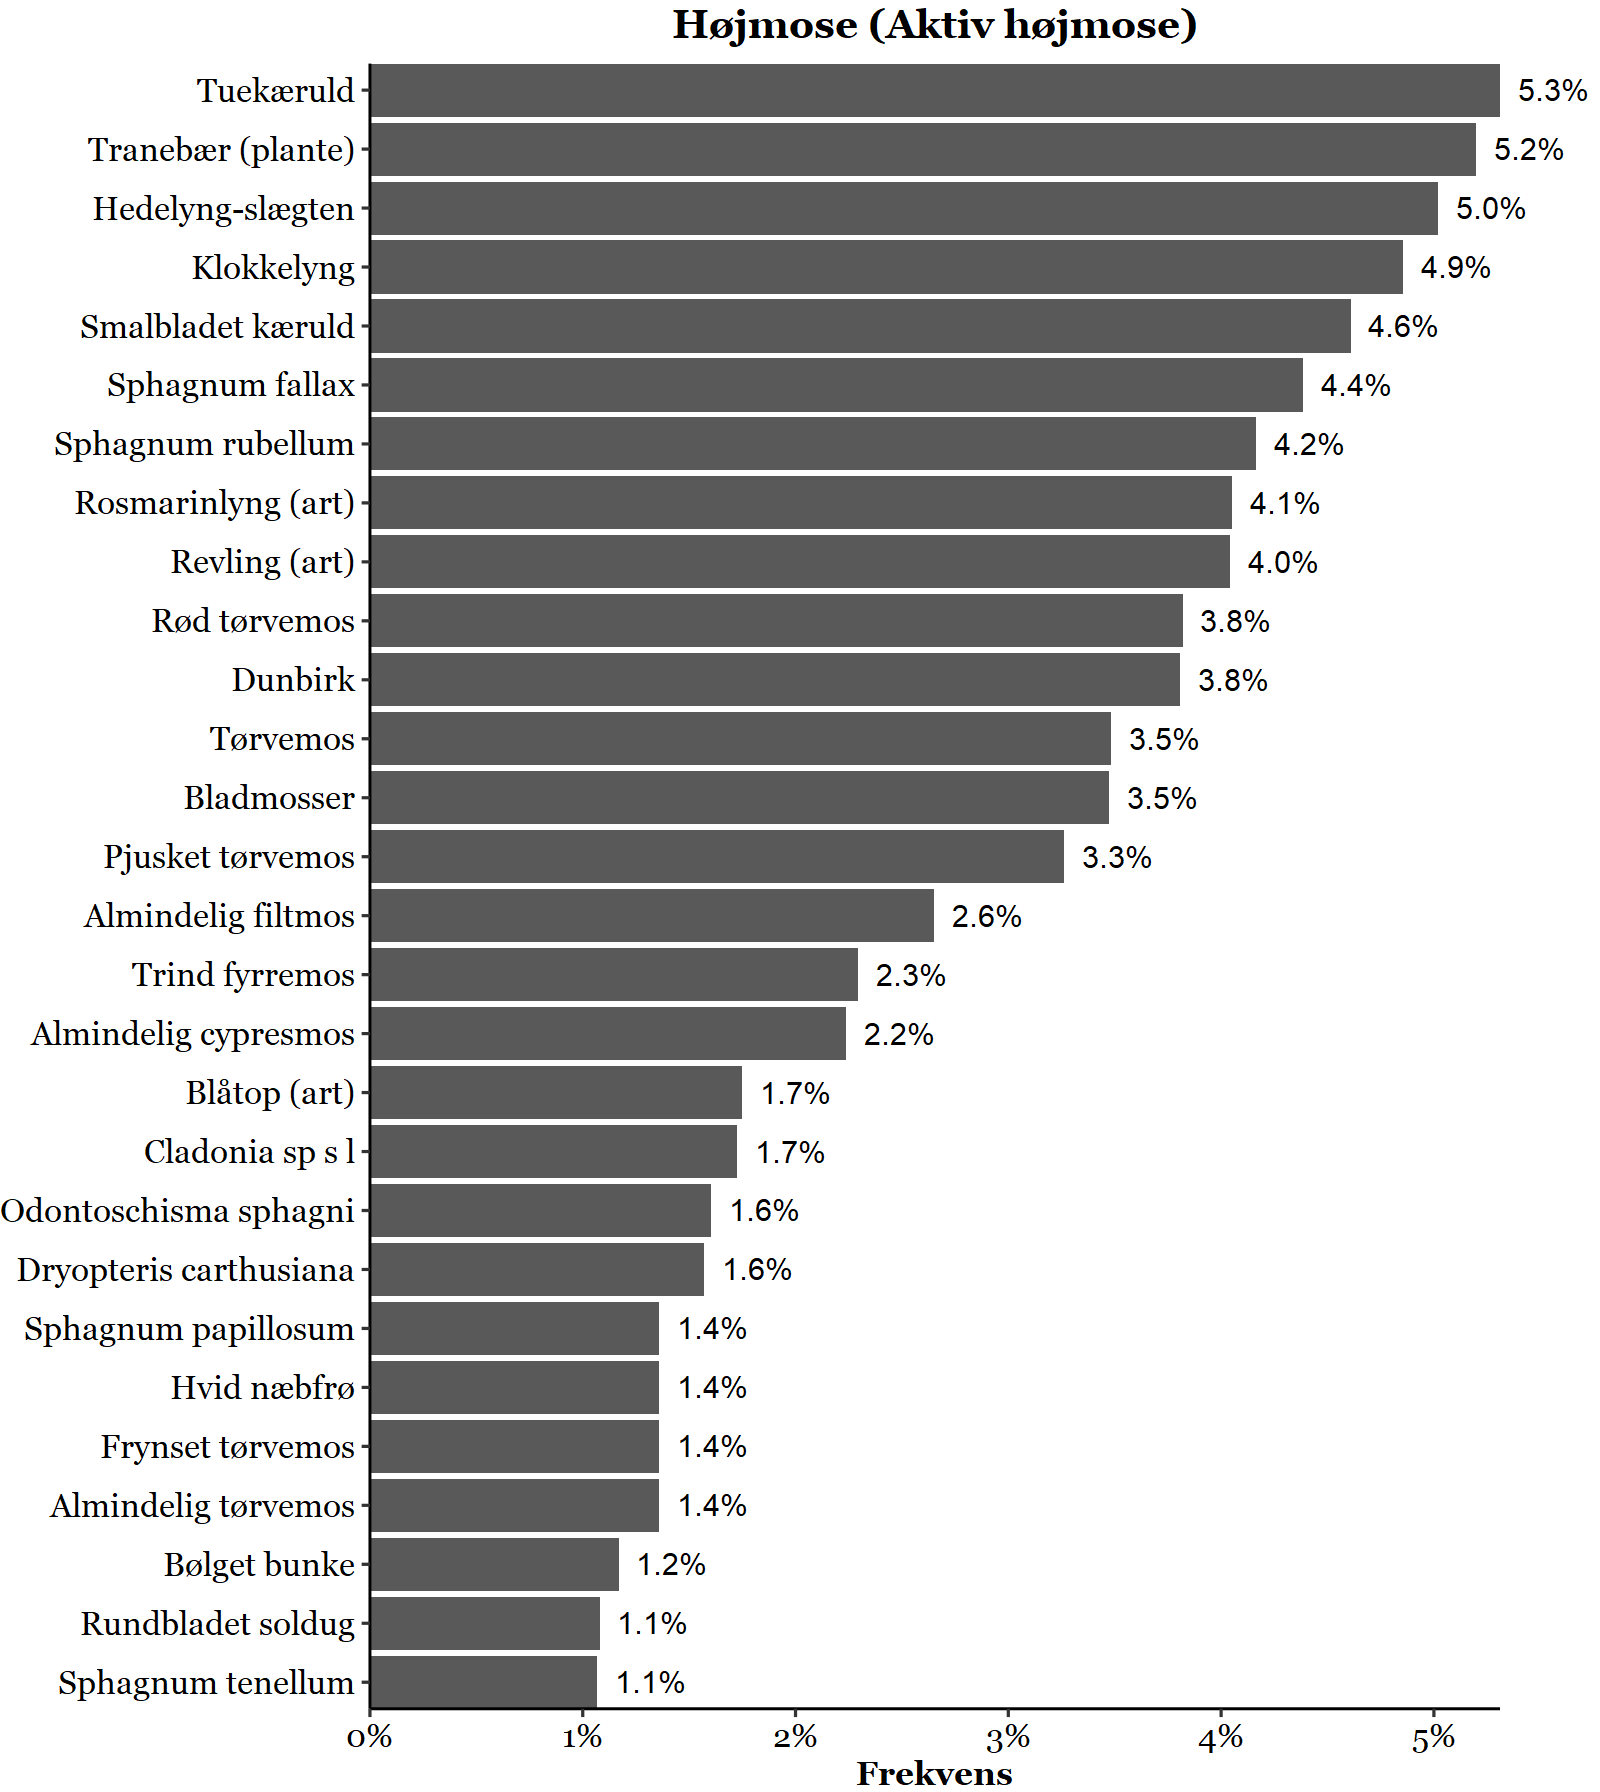 Højmose (Aktiv højmose)
Tuekæruld 5.3%
Tranebær (plante) 5.2%
Hedelyng-slægten 5.0%
Klokkelyng 4.9%
Smalbladet kæruld 4.6%
Sphagnum fallax 4.4%
Sphagnum rubellum 4.2%
Rosmarinlyng (art) 4.1%
Revling (art) 4.0%
Rød tørvemos 3.8%
Dunbirk 3.8%
Tørvemos 3.5%
Bladmosser 3.5%
Pjusket tørvemos 3.3%
Almindelig filtmos 2.6%
Trind fyrremos 2.3%
Almindelig cypresmos 2.2%
Blåtop (art) 1.7%
Cladonia sp s l 1.7%
Odontoschisma sphagni 1.6%
Dryopteris carthusiana 1.6%
Sphagnum papillosum 1.4%
Hvid næbfrø 1.4%
Frynset tørvemos 1.4%
Almindelig tørvemos 1.4%
Bølget bunke 1.2%
Rundbladet soldug 1.1%
Sphagnum tenellum 1.1%
0% 1% 2% 3% 4% 5%
Frekvens